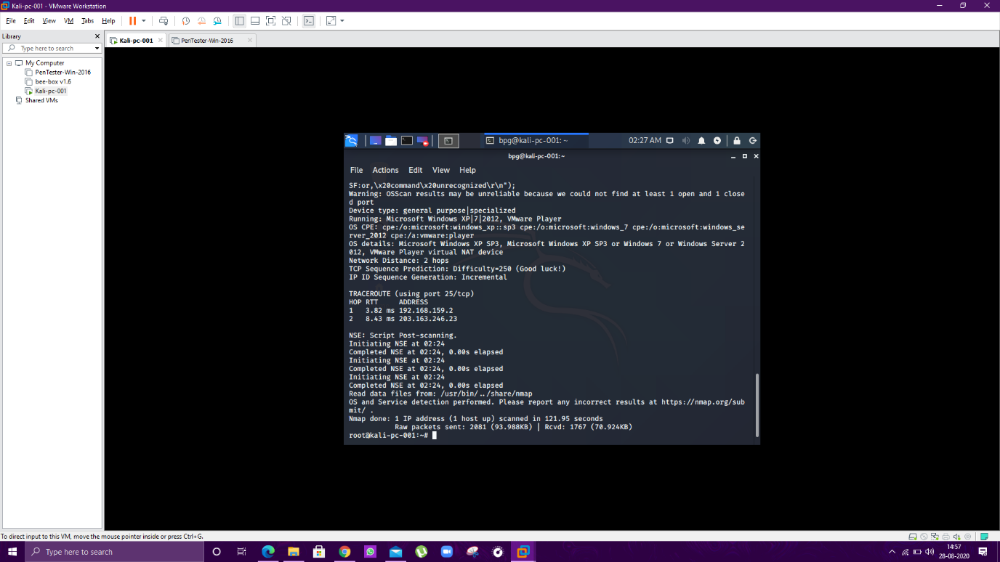 Kali-pc-001 - VMware Workstation
File Edit View VM Tabs Help
Library
Type here to search
My Computer
PenTester-Win-2016
bee-box v1.6
Kali-pc-001
Shared VMs
Kali-pc-001 PenTester-Win-2016
bpg@kali-pc-001: ~ 02:27 AM
bpg@kali-pc-001:~
File Actions Edit View Help
SF:or,\x20command\x20unrecognized\r\n");
Warning: OSScan results may be unreliable because we could not find at least 1 open and 1 close
d port
Device type: general purpose|specialized
Running: Microsoft Windows XP|7|2012, VMware Player
OS CPE: cpe:/o:microsoft:windows_xp::sp3 cpe:/o:microsoft:windows_7 cpe:/o:microsoft:windows_se
rver_2012 cpe:/a:vmware:player
OS details: Microsoft Windows XP SP3, Microsoft Windows XP SP3 or Windows 7 or Windows Server 2
012, VMware Player virtual NAT device
Network Distance: 2 hops
TCP Sequence Prediction: Difficulty=250 (Good luck!)
IP ID Sequence Generation: Incremental
TRACEROUTE (using port 25/tcp)
HOP RTT ADDRESS
1 3.82 ms 192.168.159.2
2 8.43 ms 203.163.246.23
NSE: Script Post-scanning.
Initiating NSE at 02:24
Completed NSE at 02:24, 0.00s elapsed
Initiating NSE at 02:24
Completed NSE at 02:24, 0.00s elapsed
Initiating NSE at 02:24
Completed NSE at 02:24, 0.00s elapsed
Read data files from: /usr/bin/../share/nmap
OS and Service detection performed. Please report any incorrect results at https://nmap.org/sub
mit/ .
Nmap done: 1 IP address (1 host up) scanned in 121.95 seconds
Raw packets sent: 2081 (93.988KB) | Rcvd: 1767 (70.924KB)
root@kali-pc-001:~#
To direct input to this VM, move the mouse pointer inside or press Ctrl+G.
Type here to search
14:57
28-08-2020